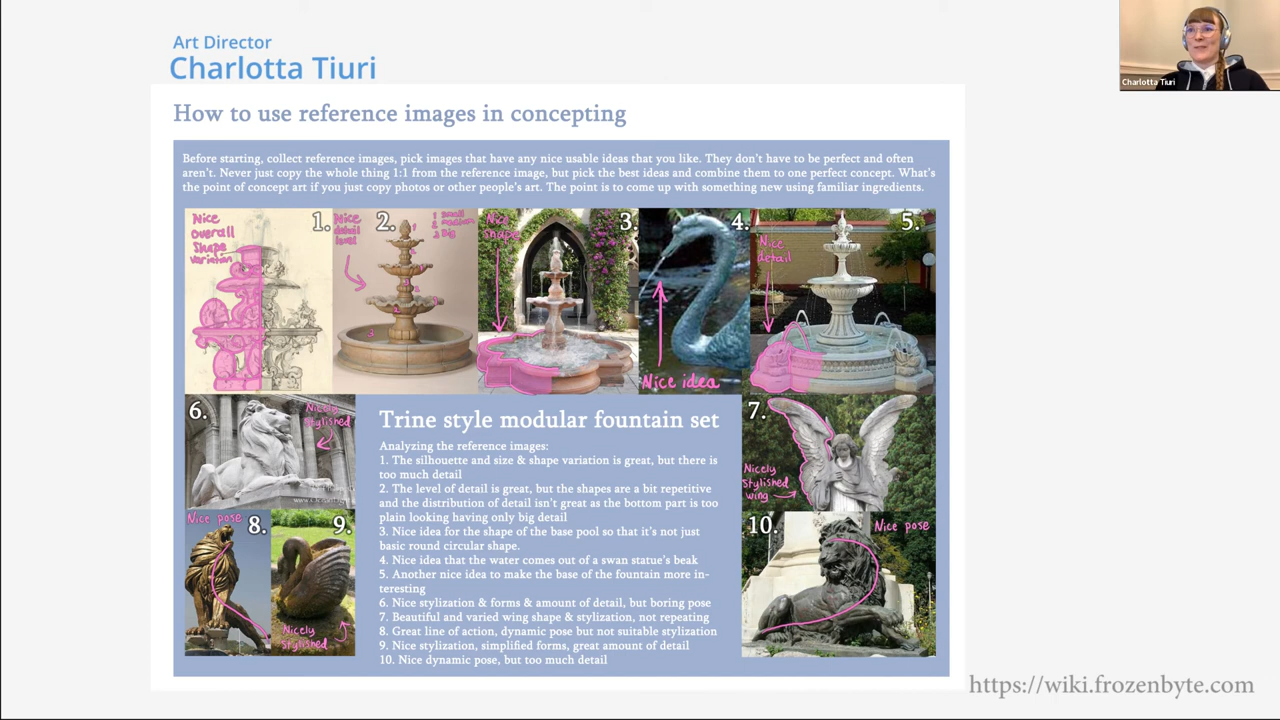 Art Director
Charlotta Tiuri
Charlotta Tiuri
How to use reference images in concepting
Before starting, collect reference images, pick images that have any nice usable ideas that you like. They don't have to be perfect and often
aren't. Never just copy the whole thing 1:1 from the reference image, but pick the best ideas and combine them to one perfect concept. What's
the point of concept art if you just copy photos or other people's art. The point is to come up with something new using familiar ingredients.
Nice
overall
shape
variation
1.
Nice
detail
level
2.
1 Small
2 medium
3 Big
Nice
shape
3.
4.
Nice idea
5.
Nice
detail
6.
Nicely
stylished
Trine style modular fountain set
Analyzing the reference images:
1. The silhouette and size & shape variation is great, but there is
too much detail
2. The level of detail is great, but the shapes are a bit repetitive
and the distribution of detail isn't great as the bottom part is too
plain looking having only big detail
3. Nice idea for the shape of the base pool so that it's not just
basic round circular shape.
4. Nice idea that the water comes out of a swan statue's beak
5. Another nice idea to make the base of the fountain more in-
teresting
6. Nice stylization & forms & amount of detail, but boring pose
7. Beautiful and varied wing shape & stylization, not repeating
8. Great line of action, dynamic pose but not suitable stylization
9. Nice stylization, simplified forms, great amount of detail
10. Nice dynamic pose, but too much detail
7.
Nicely
stylished
wing
Nice pose
8.
9.
Nicely
stylished
10.
Nice pose
https://wiki.frozenbyte.com